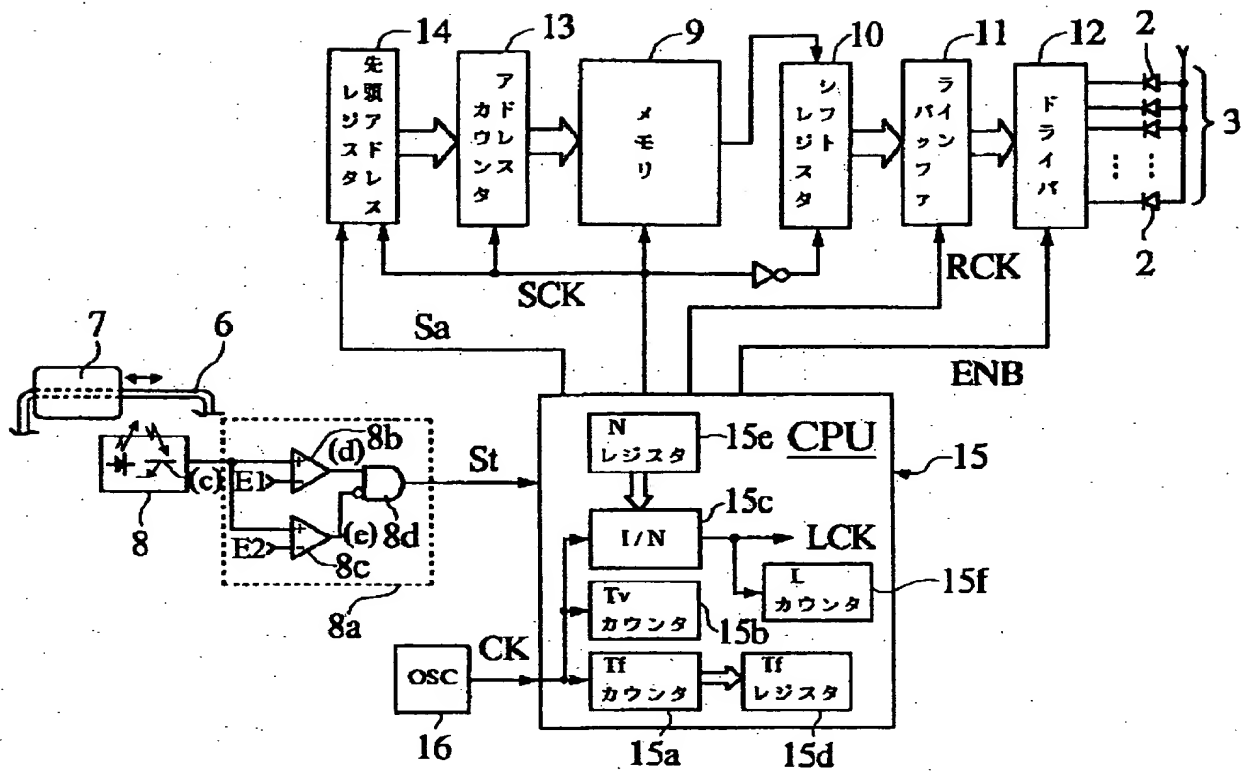 14
13
9
10
11
12
2
先頭アドレス
レジスタ
アドレス
カウンタ
メモリ
シフト
レジスタ
ライン
バッファ
ドライバ
3
2
SCK
RCK
Sa
ENB
7
6
8
(c)
E1
E2
8b
(d)
(e)
8c
8d
8a
St
CPU
15
N
レジスタ
15e
1/N
15c
LCK
L
カウンタ
15f
Tv
カウンタ
15b
OSC
16
CK
Tf
カウンタ
15a
Tf
レジスタ
15d